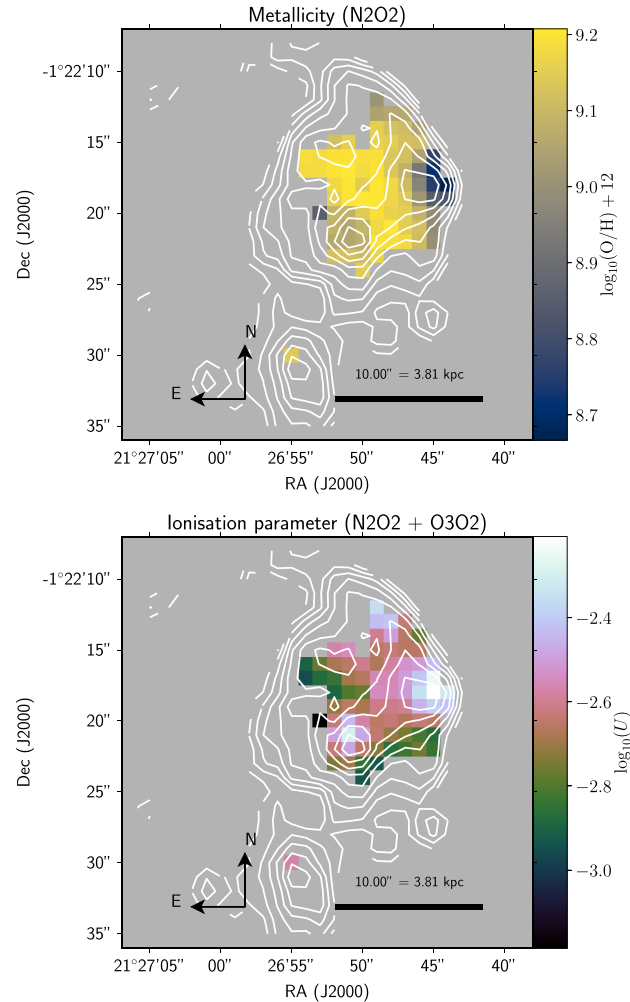 Metallicity (N2O2)
-1°22'10"
15"
20"
25"
30"
35"
Dec (J2000)
N
E
10.00" = 3.81 kpc
21°27'05" 00" 26'55" 50" 45" 40"
RA (J2000)
9.2
9.1
9.0
8.9
8.8
8.7
log10(O/H) + 12
Ionisation parameter (N2O2 + O3O2)
-1°22'10"
15"
20"
25"
30"
35"
Dec (J2000)
N
E
10.00" = 3.81 kpc
21°27'05" 00" 26'55" 50" 45" 40"
RA (J2000)
−2.4
−2.6
−2.8
−3.0
log10(U)